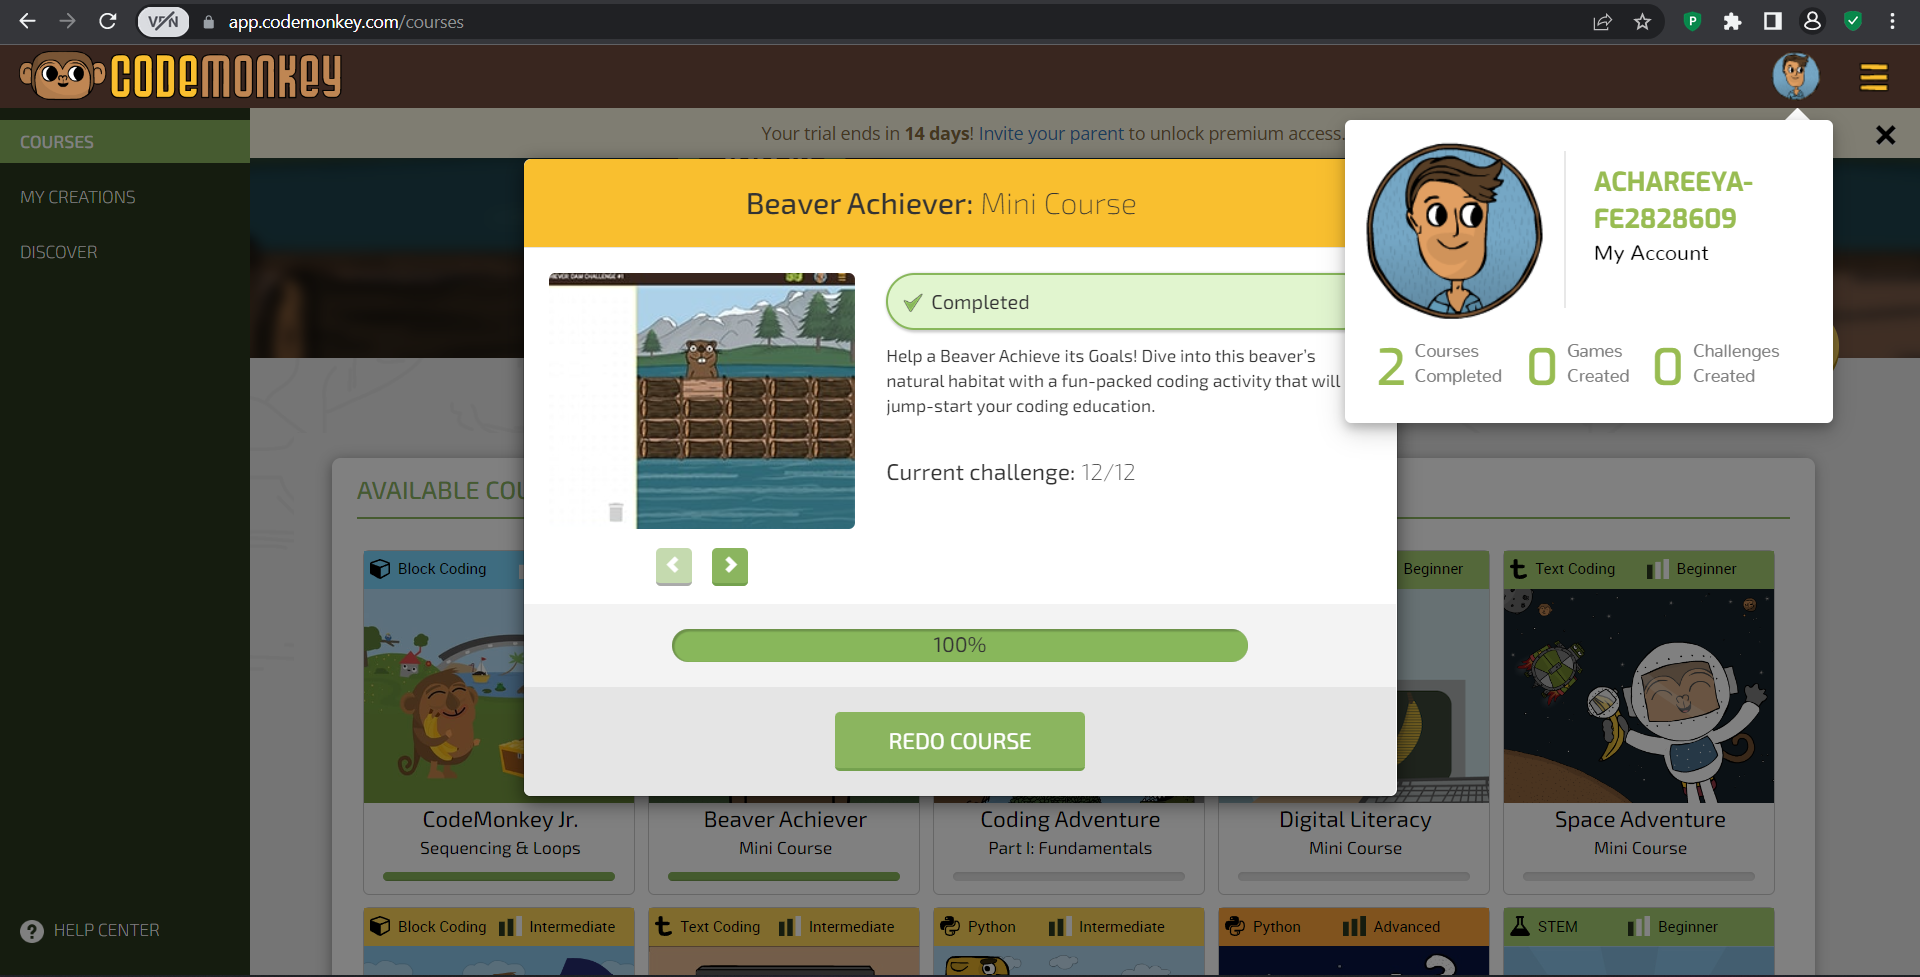 VPN
app.codemonkey.com/courses
CODEMONKEY
COURSES
MY CREATIONS
DISCOVER
HELP CENTER
Your trial ends in 14 days! Invite your parent to unlock premium access.
ACHAREEYA-
FE2828609
My Account
2 Courses Completed
0 Games Created
0 Challenges Created
Beaver Achiever: Mini Course
Completed
Help a Beaver Achieve its Goals! Dive into this beaver's
natural habitat with a fun-packed coding activity that will
jump-start your coding education.
Current challenge: 12/12
100%
REDO COURSE
AVAILABLE COU
Block Coding
Beginner
Text Coding Beginner
CodeMonkey Jr.
Sequencing & Loops
Beaver Achiever
Mini Course
Coding Adventure
Part I: Fundamentals
Digital Literacy
Mini Course
Space Adventure
Mini Course
Block Coding Intermediate
Text Coding Intermediate
Python Intermediate
Python Advanced
STEM Beginner